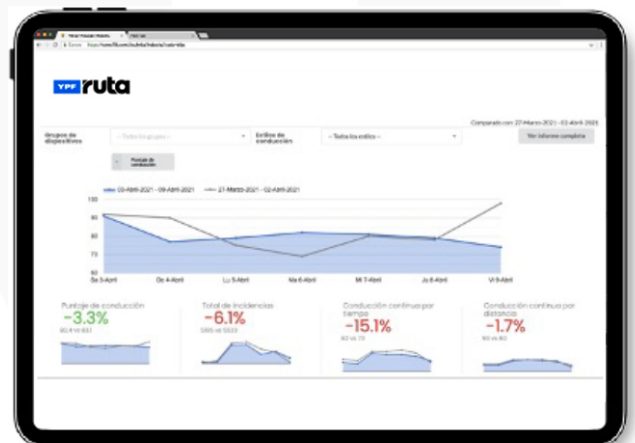 YPF ruta
Comparado con: 27-Marzo-2021 - 02-Abril-2021
Grupos de dispositivos
-- Todos los grupos --
Estilos de conducción
-- Todos los estilos --
Ver informe completo
Puntaje de conducción
03-Abril-2021 - 09-Abril-2021
27-Marzo-2021 - 02-Abril-2021
100
90
80
70
60
Sa 3-Abril
Do 4-Abril
Lu 5-Abril
Ma 6-Abril
Mi 7-Abril
Ju 8-Abril
Vi 9-Abril
Puntaje de conducción
-3.3%
Total de incidencias
-6.1%
Conducción continua por tiempo
-15.1%
Conducción continua por distancia
-1.7%